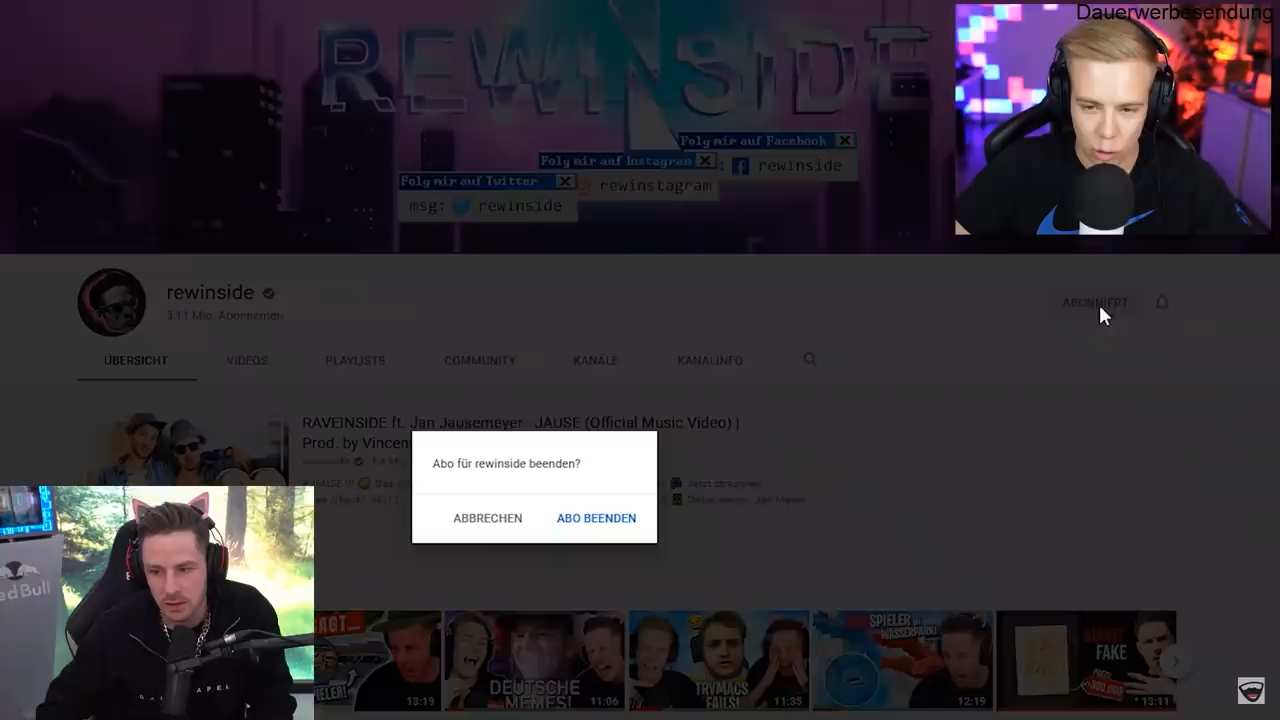 Dauerwerbesendung
REWINSIDE
Folg mir auf Facebook
rewinside
Folg mir auf Instagram
rewinstagram
Folg mir auf Twitter
msg: rewinside
rewinside
3.11 Mio. Abonnenten
ABONNIERT
ÜBERSICHT VIDEOS PLAYLISTS COMMUNITY KANÄLE KANALINFO
RAVEINSIDE ft. Jan Jausemeyer JAUSE (Official Music Video) |
Prod. by Vincen
Abo für rewinside beenden?
ABBRECHEN ABO BEENDEN
Red Bull
13:19
DEUTSCHE
MEMES!
11:06
TRYMACS
FAILS!
11:35
SPIELER
WASSERPARK!
12:19
FAKE
13:11